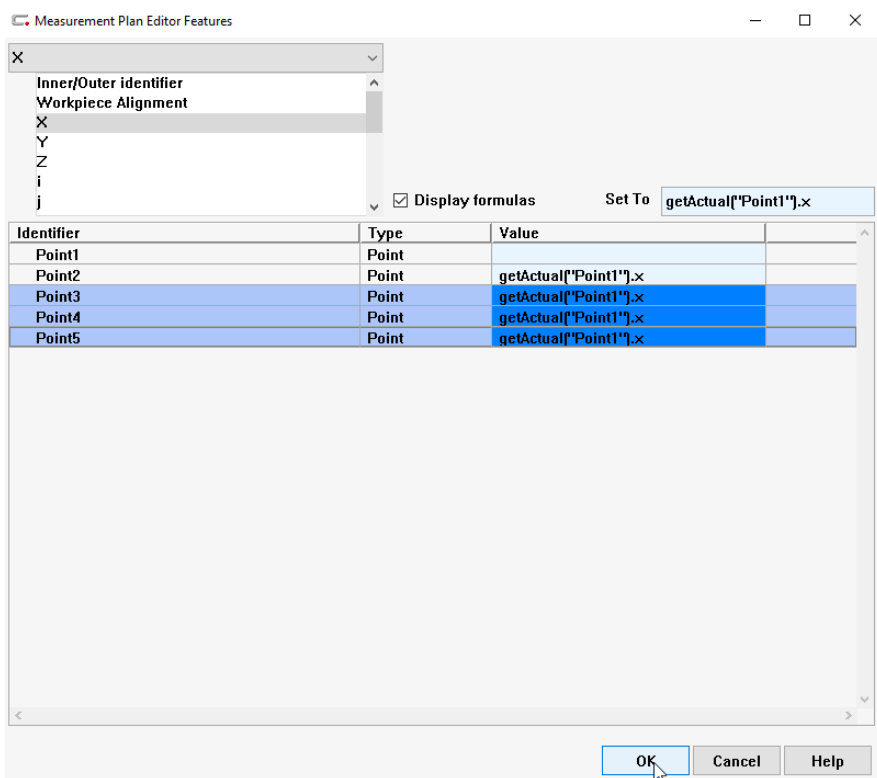 Measurement Plan Editor Features
X
Inner/Outer identifier
Workpiece Alignment
X
Y
Z
i
j
Display formulas Set To getActual("Point1").x
Identifier Type Value
Point1 Point
Point2 Point getActual("Point1").x
Point3 Point getActual("Point1").x
Point4 Point getActual("Point1").x
Point5 Point getActual("Point1").x
OK Cancel Help